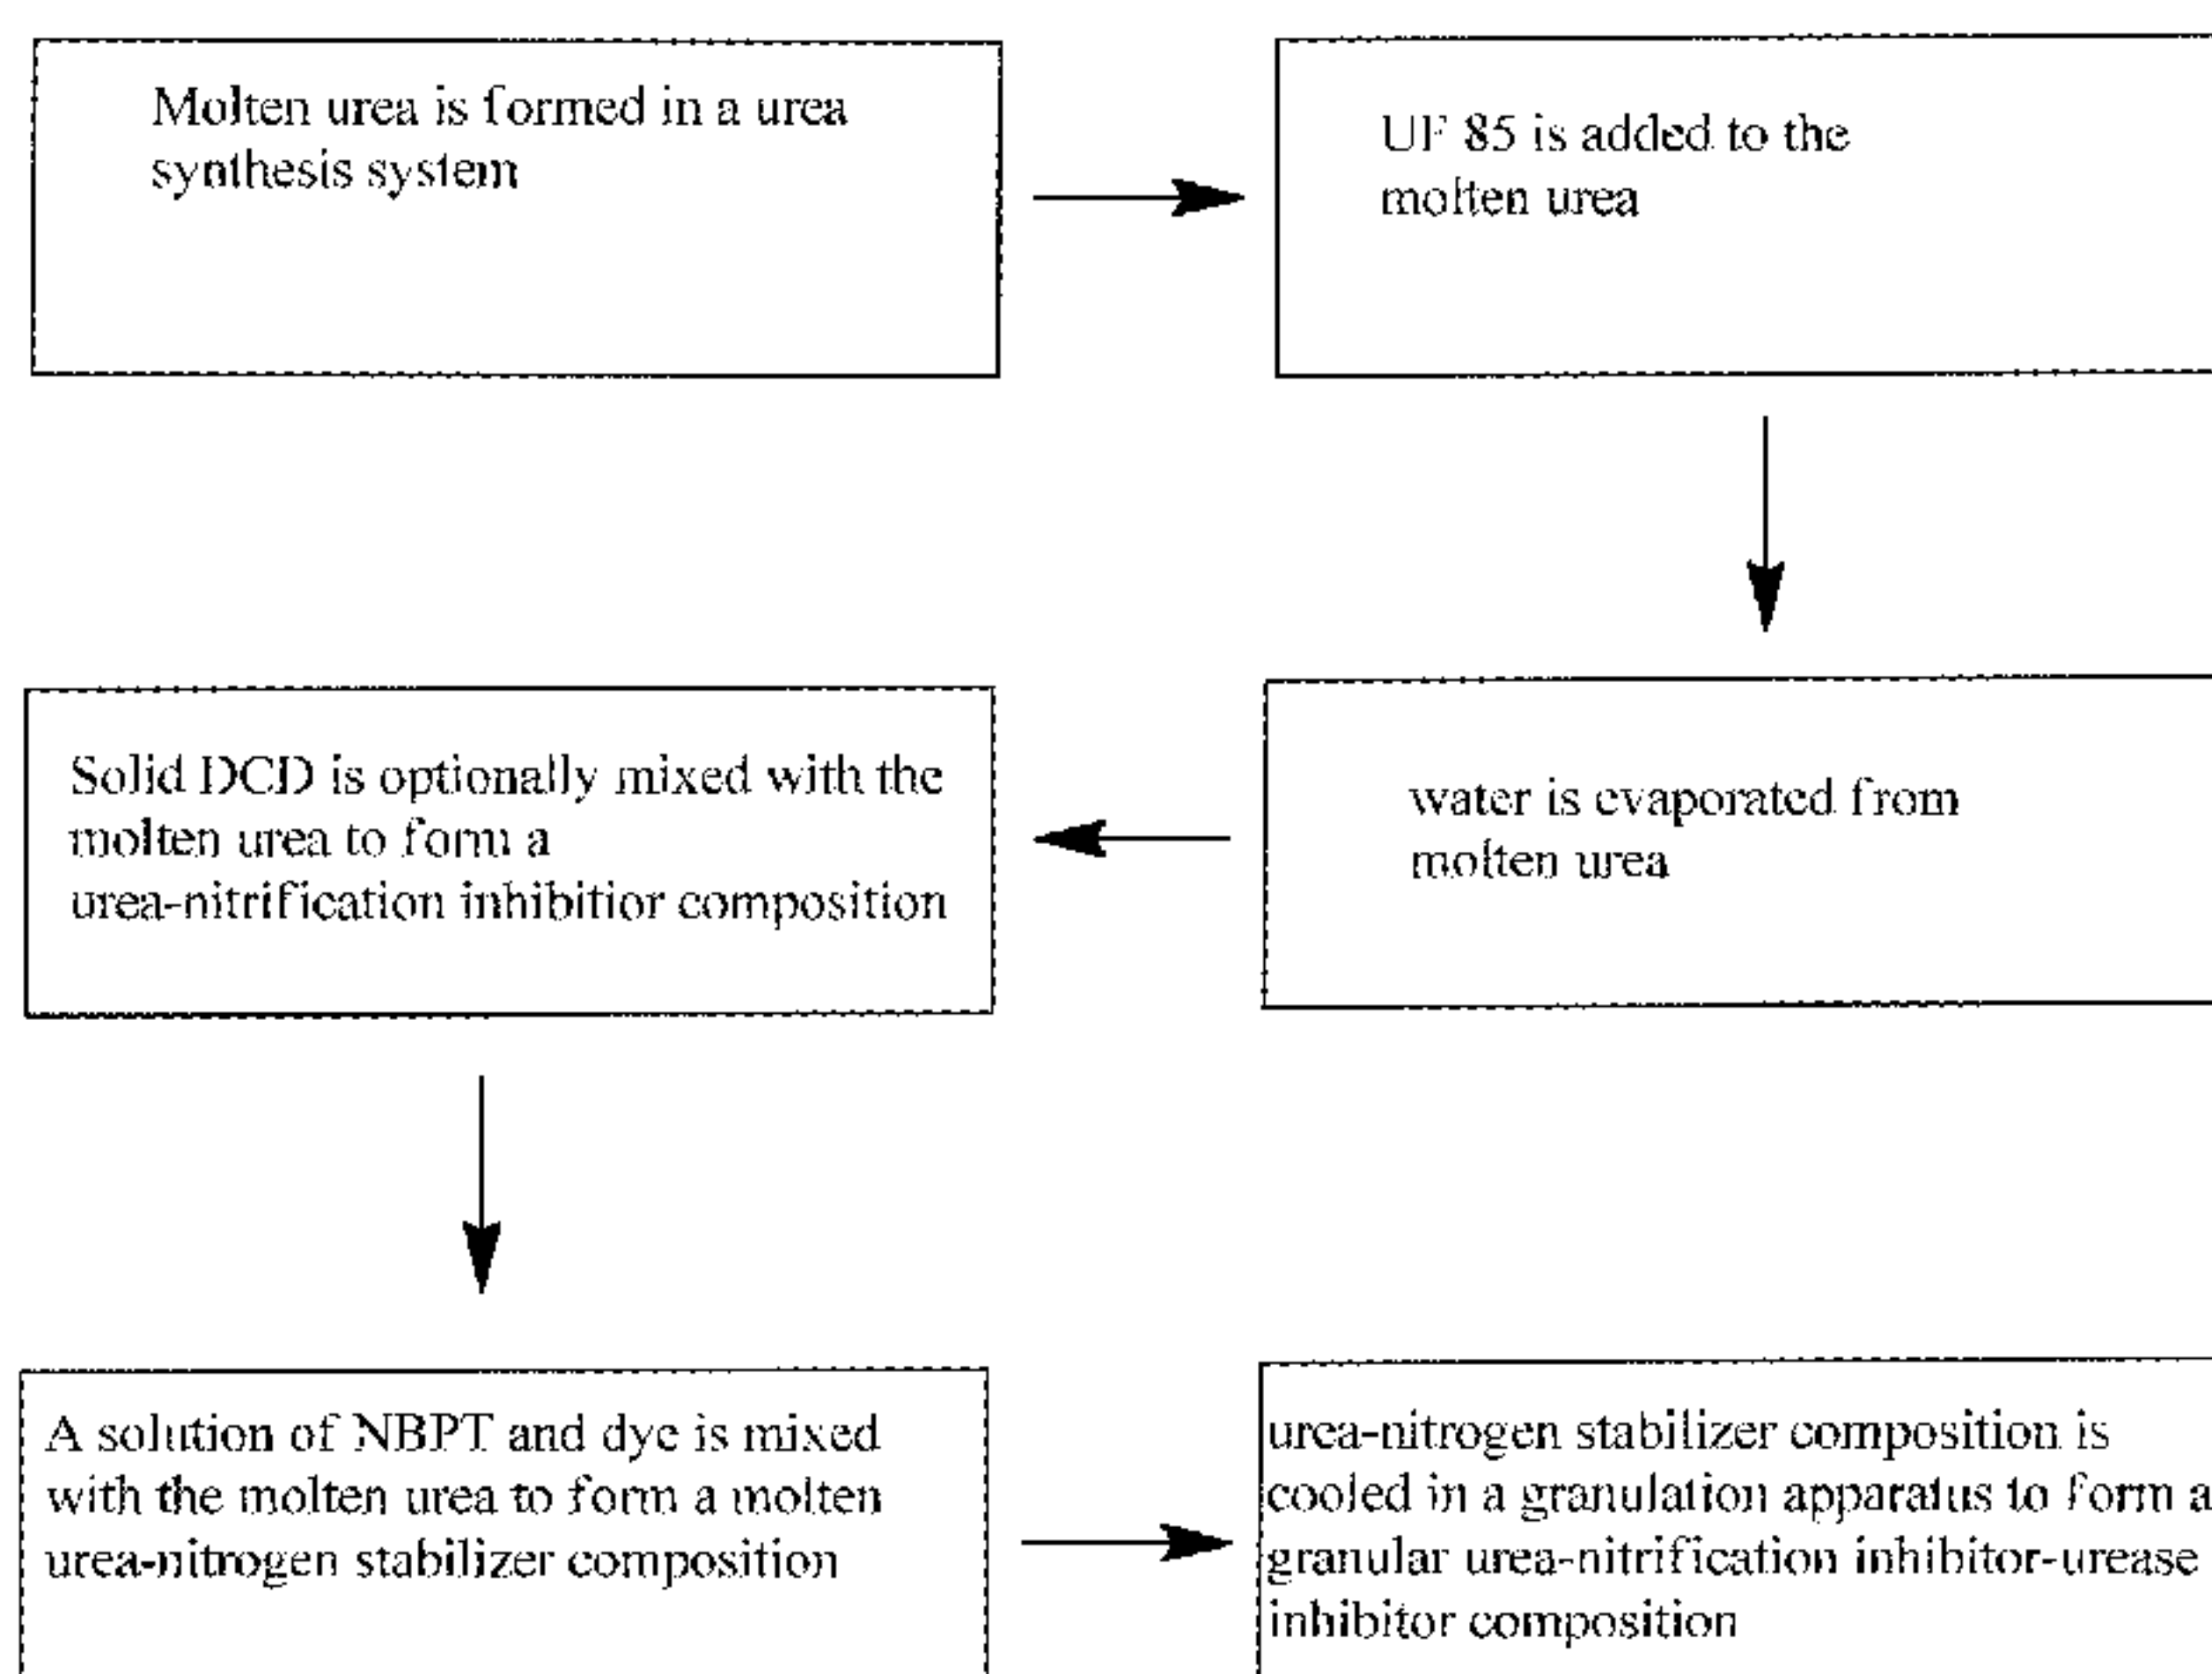 Molten urea is formed in a urea
synthesis system
UF 85 is added to the
molten urea
water is evaporated from
molten urea
Solid DCD is optionally mixed with the
molten urea to form a
urea-nitrification inhibitior composition
A solution of NBPT and dye is mixed
with the molten urea to form a molten
urea-nitrogen stabilizer composition
urea-nitrogen stabilizer composition is
cooled in a granulation apparatus to form a
granular urea-nitrification inhibitor-urease
inhibitor composition